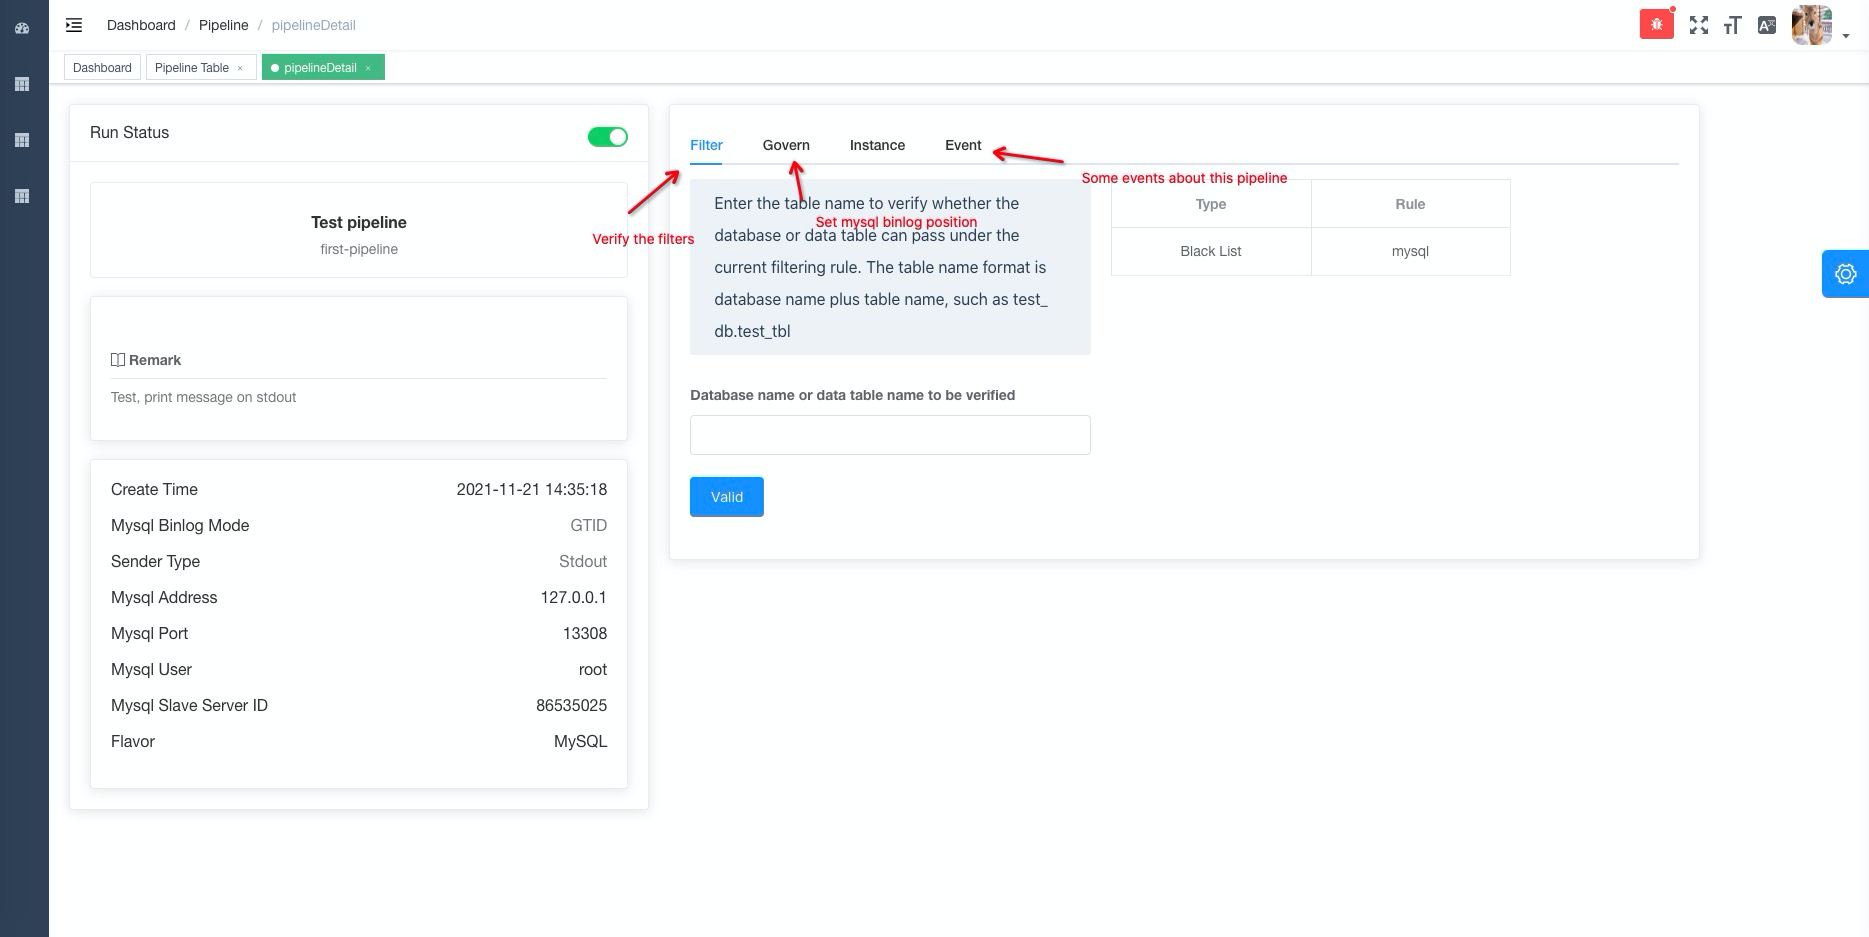 Dashboard / Pipeline / pipelineDetail
Dashboard
Pipeline Table ×
pipelineDetail ×
Run Status
Test pipeline
first-pipeline
Remark
Test, print message on stdout
Create Time 2021-11-21 14:35:18
Mysql Binlog Mode GTID
Sender Type Stdout
Mysql Address 127.0.0.1
Mysql Port 13308
Mysql User root
Mysql Slave Server ID 86535025
Flavor MySQL
Filter Govern Instance Event
Verify the filters
Set mysql binlog position
Some events about this pipeline
Enter the table name to verify whether the
database or data table can pass under the
current filtering rule. The table name format is
database name plus table name, such as test_
db.test_tbl
Type Rule
Black List mysql
Database name or data table name to be verified
Valid